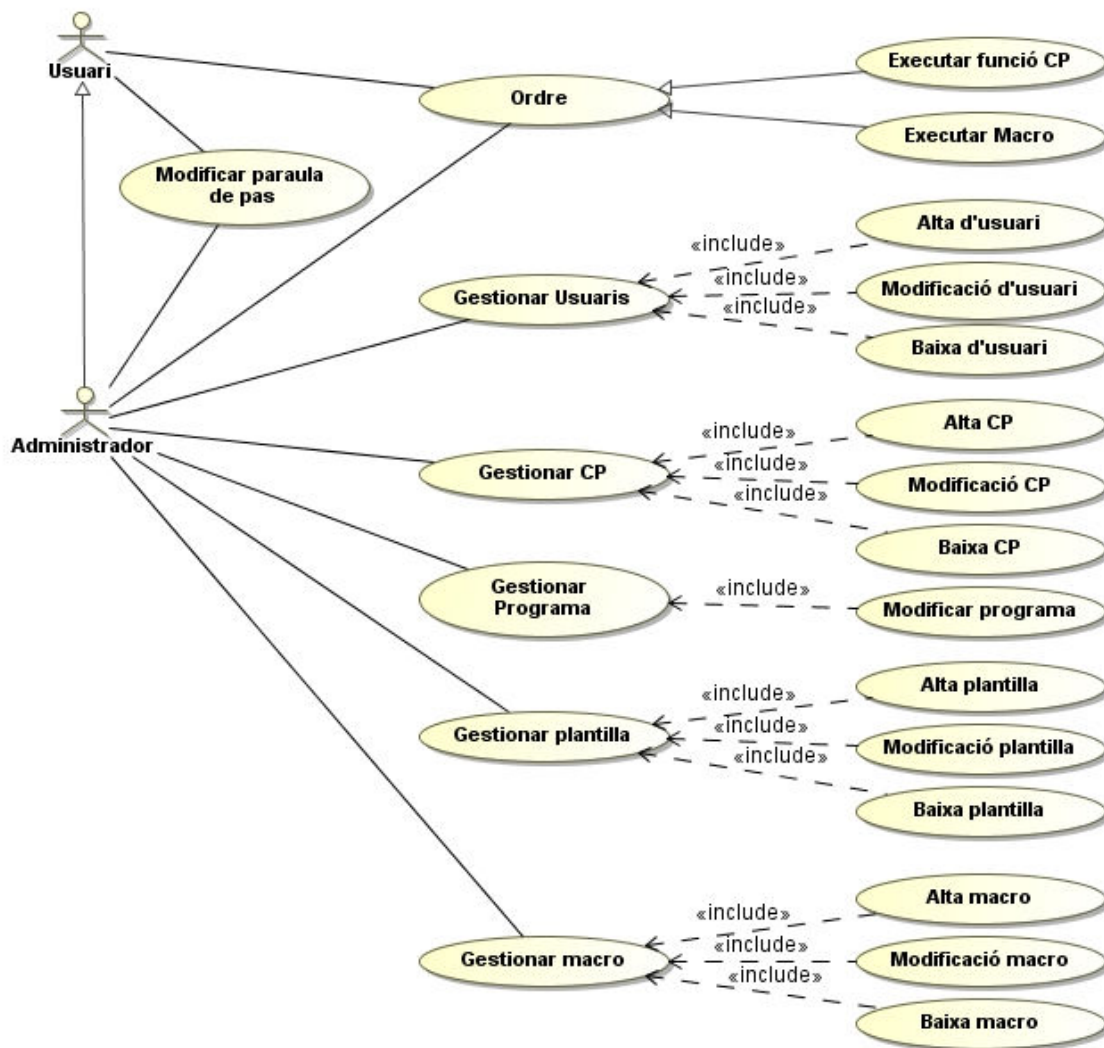 Usuari
Ordre
Executar funció CP
Executar Macro
Modificar paraula
de pas
Administrador
Gestionar Usuaris
«include»
«include»
«include»
Alta d'usuari
Modificació d'usuari
Baixa d'usuari
Gestionar CP
«include»
«include»
«include»
Alta CP
Modificació CP
Baixa CP
Gestionar
Programa
«include»
Modificar programa
Gestionar plantilla
«include»
«include»
«include»
Alta plantilla
Modificació plantilla
Baixa plantilla
Gestionar macro
«include»
«include»
«include»
Alta macro
Modificació macro
Baixa macro